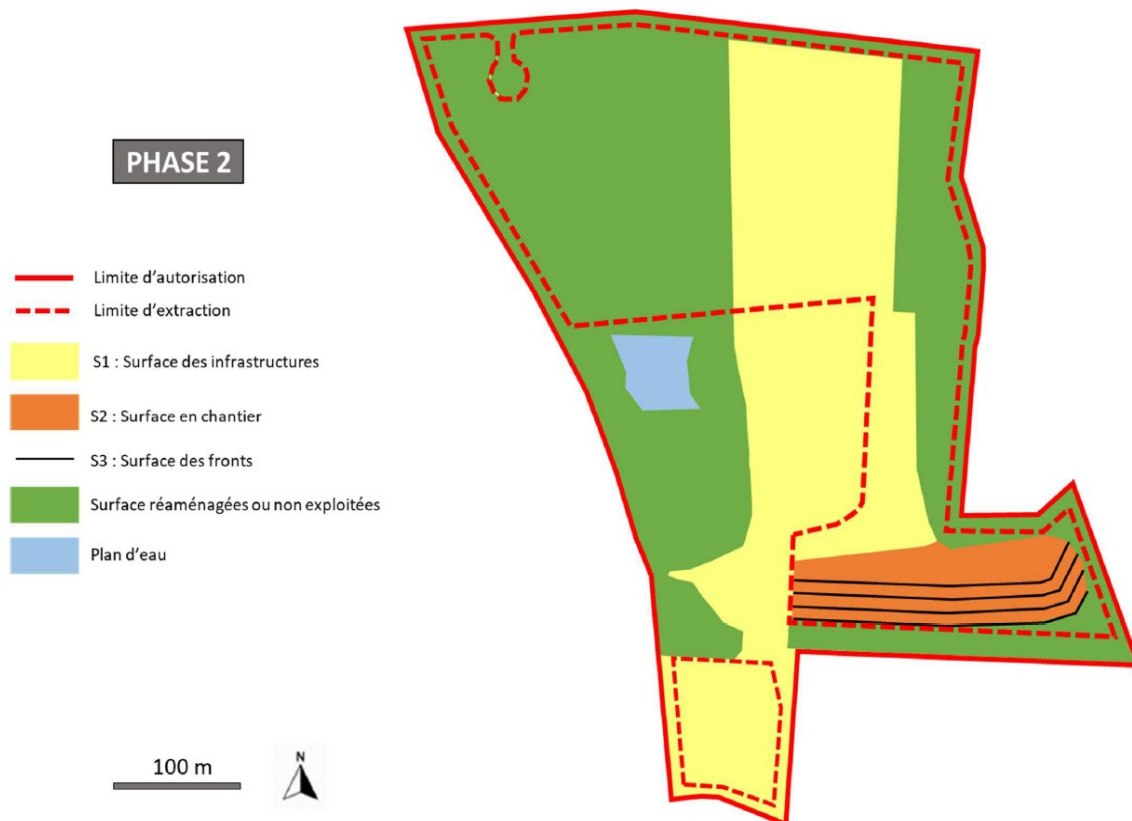 PHASE 2
Limite d'autorisation
Limite d'extraction
S1 : Surface des infrastructures
S2 : Surface en chantier
S3 : Surface des fronts
Surface réaménagées ou non exploitées
Plan d'eau
100 m
N